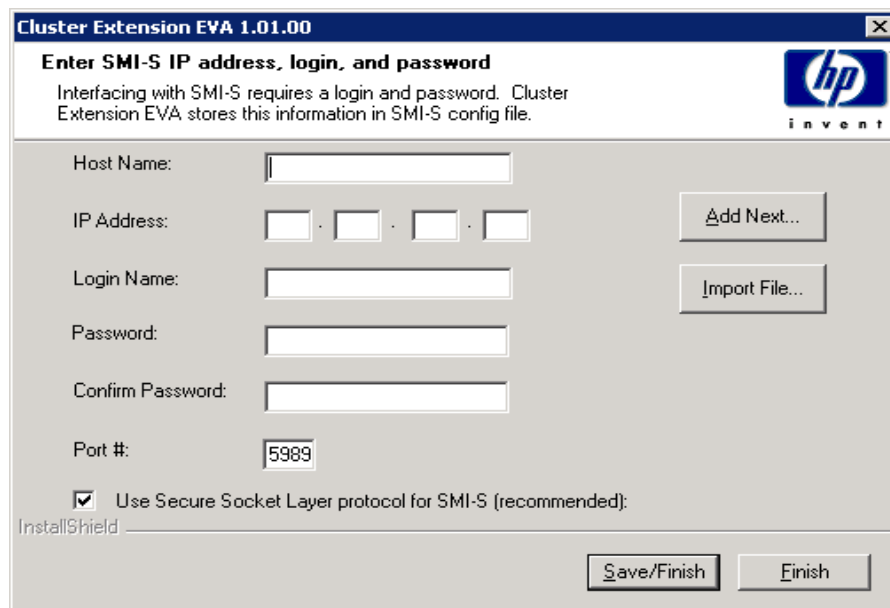 Cluster Extension EVA 1.01.00
Enter SMI-S IP address, login, and password
Interfacing with SMI-S requires a login and password. Cluster
Extension EVA stores this information in SMI-S config file.
hp
invent
Host Name:
IP Address:
. . .
Add Next...
Login Name:
Import File...
Password:
Confirm Password:
Port #:
5989
Use Secure Socket Layer protocol for SMI-S (recommended):
InstallShield
Save/Finish
Finish